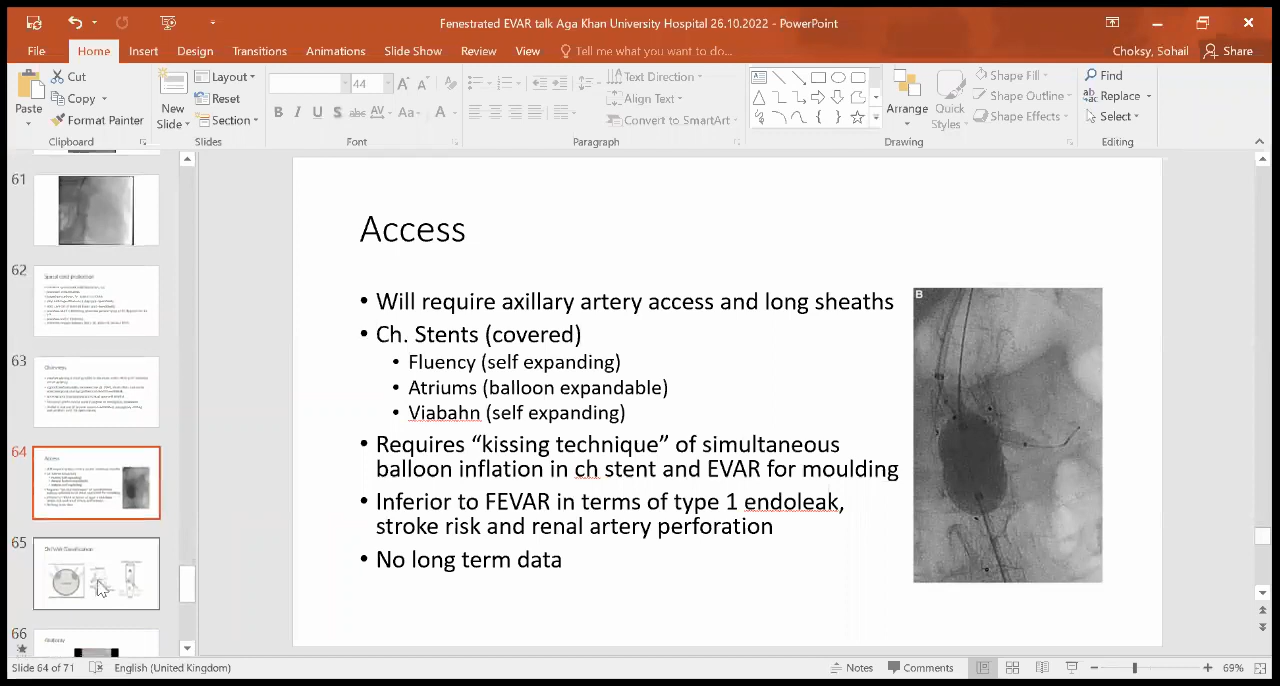 Fenestrated EVAR talk Aga Khan University Hospital 26.10.2022 - PowerPoint
File Home Insert Design Transitions Animations Slide Show Review View Tell me what you want to do... Choksy, Sohail Share
Paste
Cut
Copy
Format Painter
Clipboard
New
Slide
Layout
Reset
Section
Slides
44
B I U S abc AV Aa A
Font
Text Direction
Align Text
Convert to SmartArt
Paragraph
Arrange
Quick
Styles
Shape Fill
Shape Outline
Shape Effects
Drawing
Find
Replace
Select
Editing
61
62
63
64
Access
65
66
Anatomy
Access
• Will require axillary artery access and long sheaths
• Ch. Stents (covered)
• Fluency (self expanding)
• Atriums (balloon expandable)
• Viabahn (self expanding)
• Requires “kissing technique” of simultaneous
balloon inflation in ch stent and EVAR for moulding
• Inferior to FEVAR in terms of type 1 endoleak,
stroke risk and renal artery perforation
• No long term data
B
Slide 64 of 71 English (United Kingdom) Notes Comments 69%